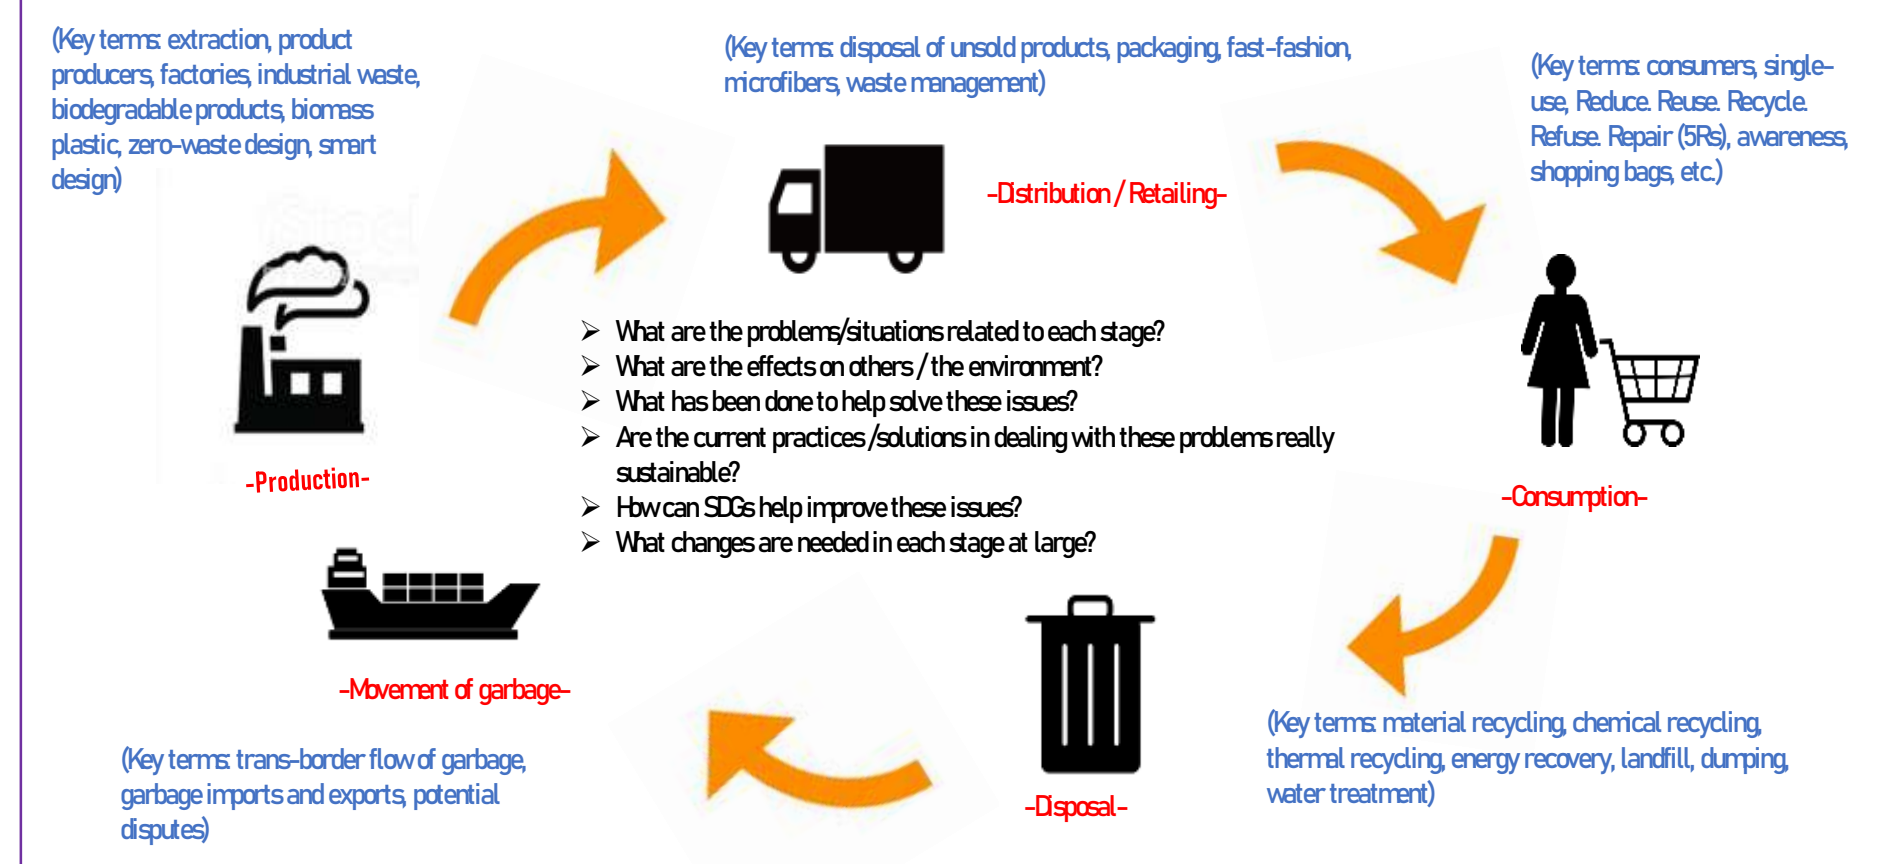 (Key terms: extraction, product
producers, factories, industrial waste,
biodegradable products, biomass
plastic, zero-waste design, smart
design)
-Production-
(Key terms: disposal of unsold products, packaging, fast-fashion,
microfibers, waste management)
-Distribution / Retailing-
(Key terms: consumers, single-
use, Reduce. Reuse. Recycle.
Refuse. Repair (5Rs), awareness,
shopping bags, etc.)
-Consumption-
➢ What are the problems/situations related to each stage?
➢ What are the effects on others / the environment?
➢ What has been done to help solve these issues?
➢ Are the current practices /solutions in dealing with these problems really
sustainable?
➢ How can SDGs help improve these issues?
➢ What changes are needed in each stage at large?
-Movement of garbage-
(Key terms: trans-border flow of garbage,
garbage imports and exports, potential
disputes)
-Disposal-
(Key terms: material recycling, chemical recycling,
thermal recycling, energy recovery, landfill, dumping,
water treatment)